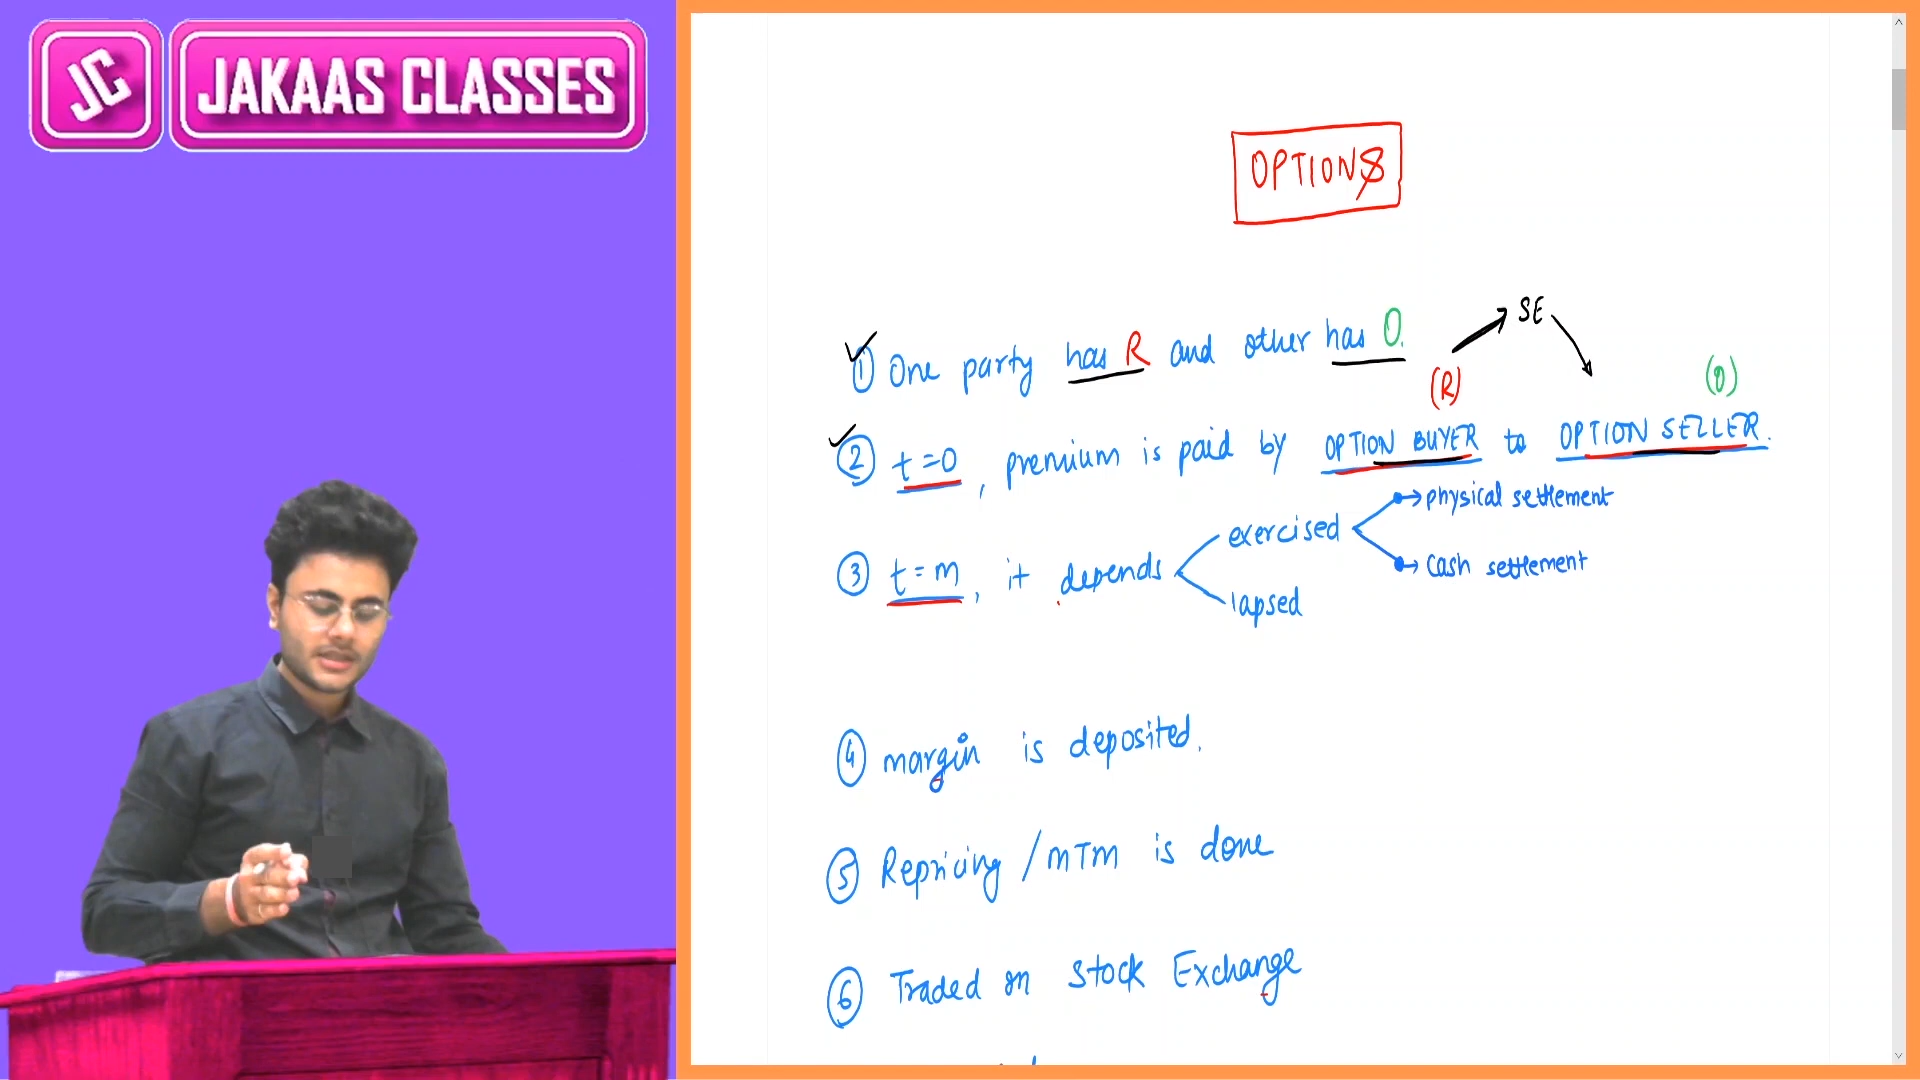 JC JAKAAS CLASSES
OPTIONS
SE
① One party has R and other has O.
(R) (O)
② t=0, premium is paid by OPTION BUYER to OPTION SELLER.
physical settlement
exercised
③ t=m, it depends
cash settlement
lapsed
④ margin is deposited.
⑤ Repricing/MTM is done
⑥ Traded on Stock Exchange